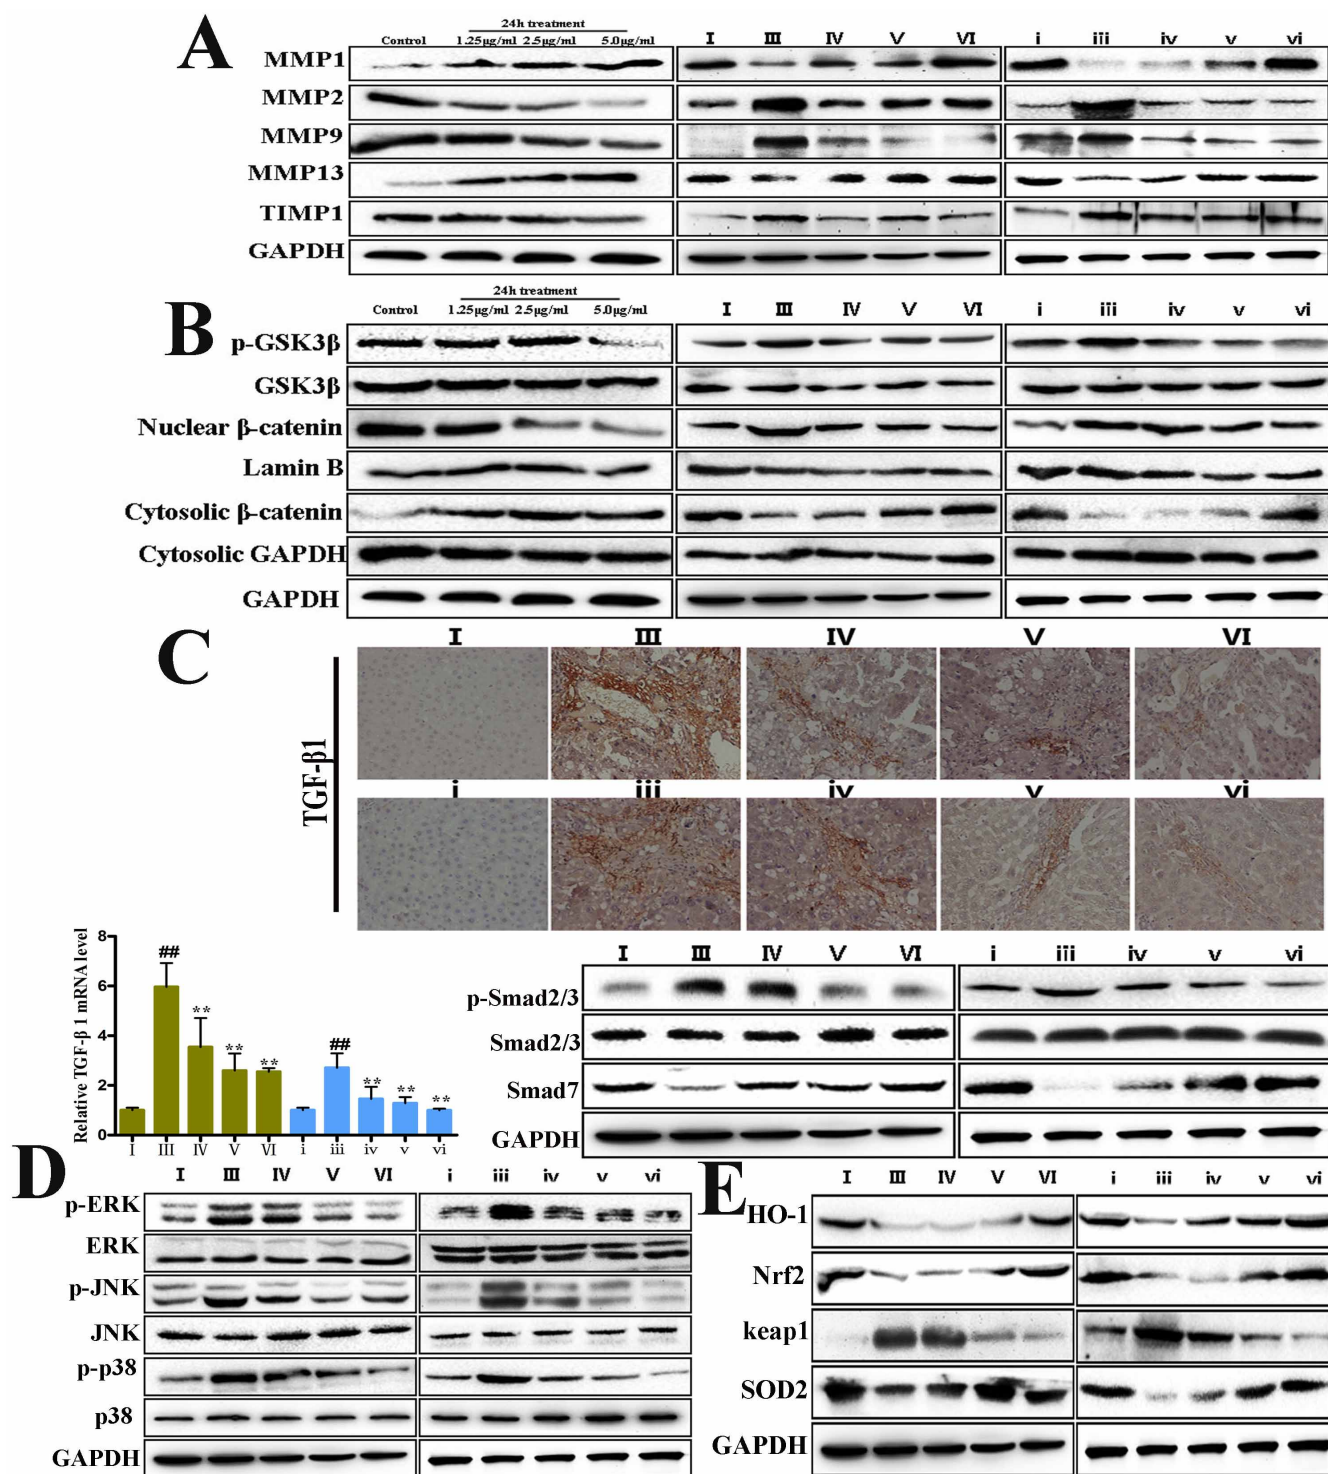 A
24h treatment
Control 1.25μg/ml 2.5μg/ml 5.0μg/ml I III IV V VI i iii iv v vi
MMP1
MMP2
MMP9
MMP13
TIMP1
GAPDH
B
24h treatment
Control 1.25μg/ml 2.5μg/ml 5.0μg/ml I III IV V VI i iii iv v vi
p-GSK3β
GSK3β
Nuclear β-catenin
Lamin B
Cytosolic β-catenin
Cytosolic GAPDH
GAPDH
C
I III IV V VI
TGF-β1
i iii iv v vi
Relative TGF-β 1 mRNA level
8
6
4
2
0
## ** ** ** ## ** ** **
I III IV V VI i iii iv v vi
I III IV V VI i iii iv v vi
p-Smad2/3
Smad2/3
Smad7
GAPDH
D
I III IV V VI i iii iv v vi
p-ERK
ERK
p-JNK
JNK
p-p38
p38
GAPDH
E
I III IV V VI i iii iv v vi
HO-1
Nrf2
keap1
SOD2
GAPDH